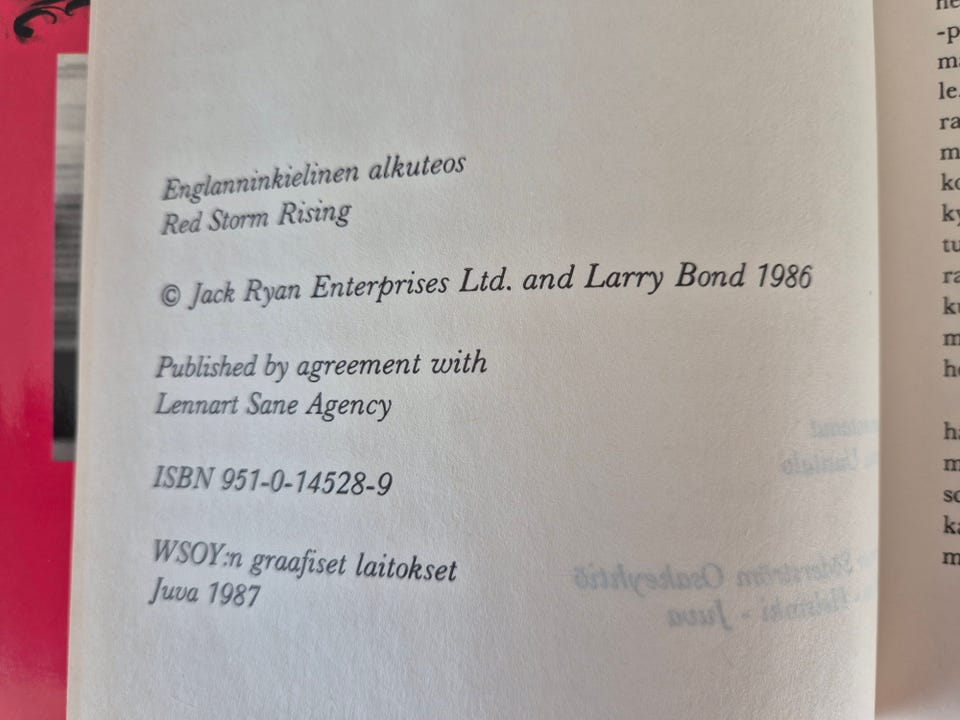 Englanninkielinen alkuteos
Red Storm Rising
© Jack Ryan Enterprises Ltd. and Larry Bond 1986
Published by agreement with
Lennart Sane Agency
ISBN 951-0-14528-9
WSOY:n graafiset laitokset
Juva 1987